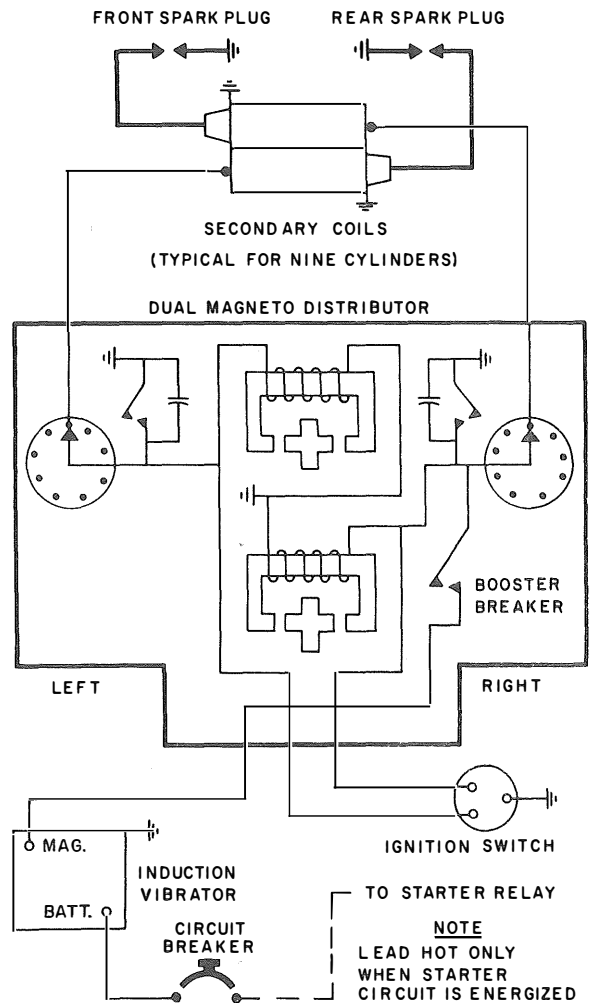 FRONT SPARK PLUG
REAR SPARK PLUG
SECONDARY COILS
(TYPICAL FOR NINE CYLINDERS)
DUAL MAGNETO DISTRIBUTOR
BOOSTER
BREAKER
LEFT
RIGHT
MAG.
IGNITION SWITCH
INDUCTION
VIBRATOR
BATT.
TO STARTER RELAY
CIRCUIT
BREAKER
NOTE
LEAD HOT ONLY
WHEN STARTER
CIRCUIT IS ENERGIZED